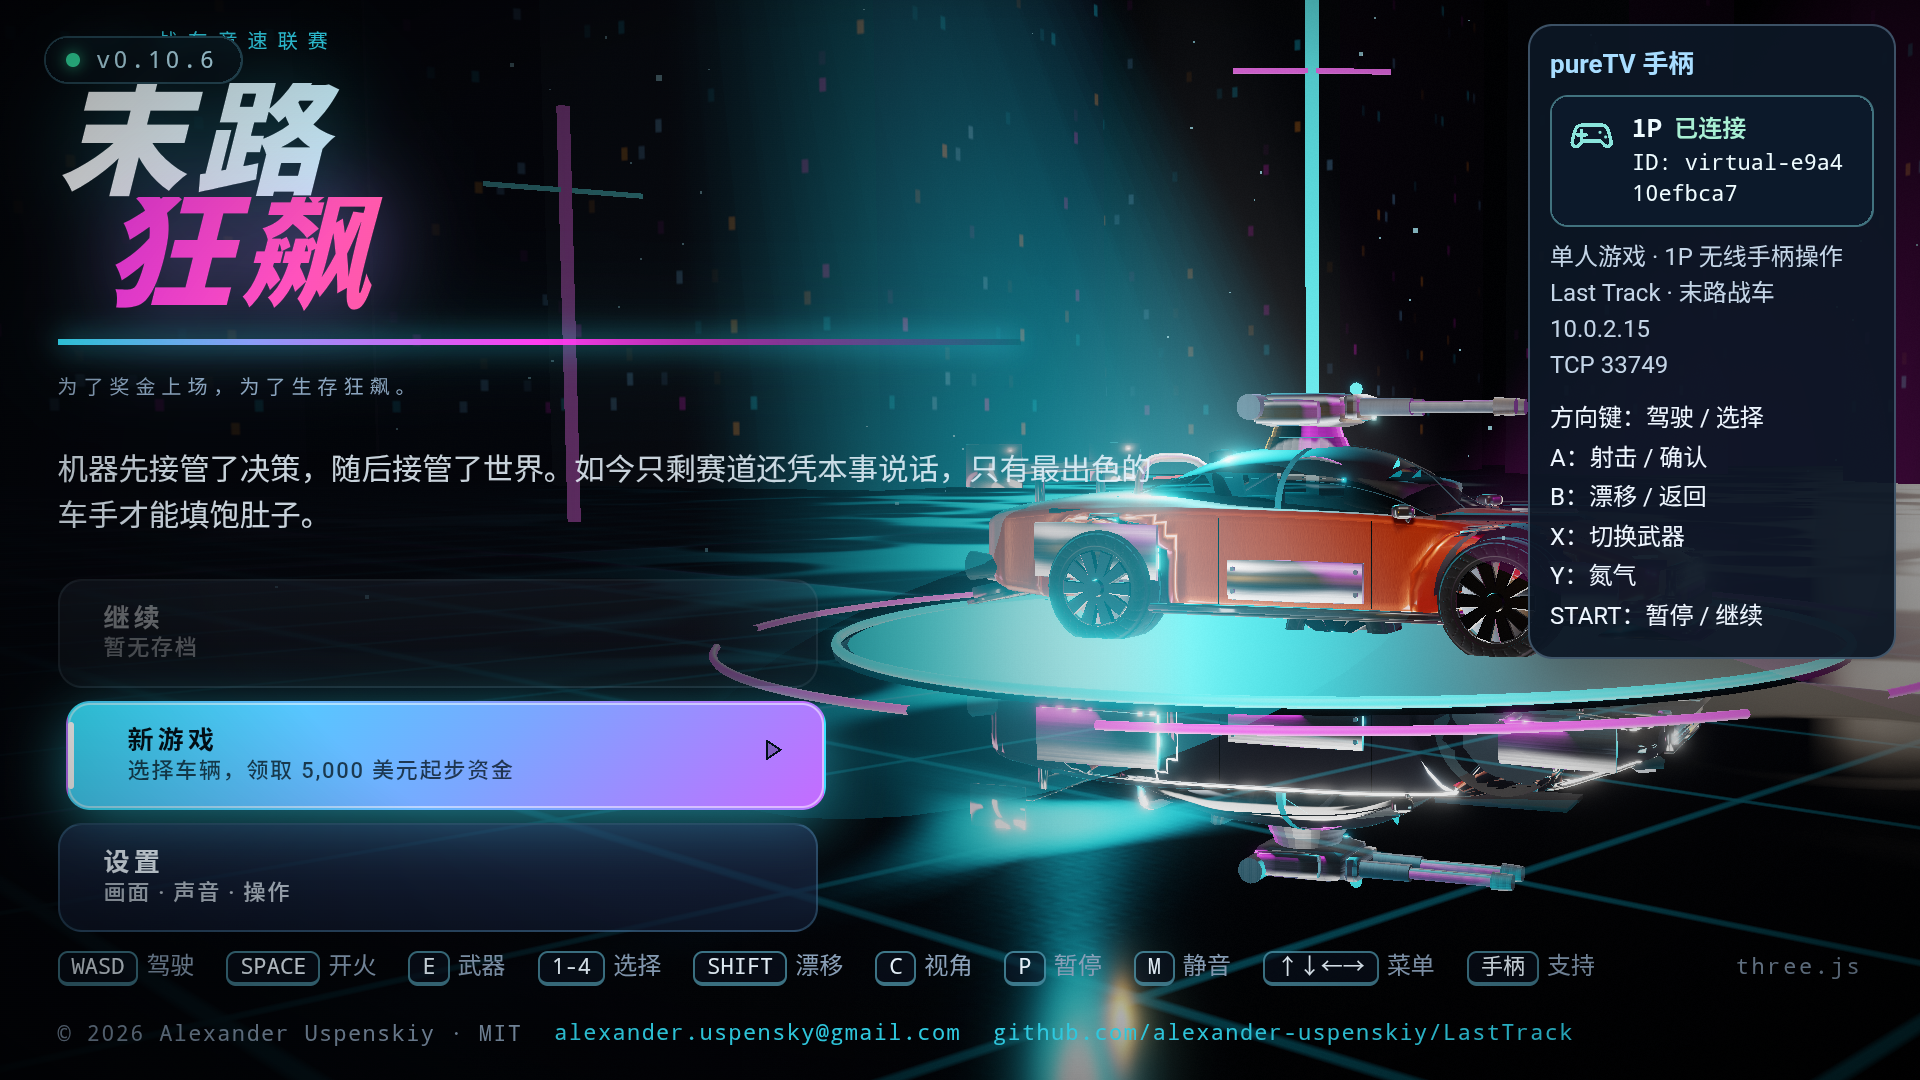 竞速联赛
v0.10.6
末路
狂飙
为了奖金上场，为了生存狂飙。
机器先接管了决策，随后接管了世界。如今只剩赛道还凭本事说话，只有最出色的
车手才能填饱肚子。
继续
暂无存档
新游戏
选择车辆，领取 5,000 美元起步资金
设置
画面 · 声音 · 操作
WASD 驾驶 SPACE 开火 E 武器 1-4 选择 SHIFT 漂移 C 视角 P 暂停 M 静音 ↑↓←→ 菜单 手柄 支持 three.js
© 2026 Alexander Uspenskiy · MIT alexander.uspensky@gmail.com github.com/alexander-uspenskiy/LastTrack
pureTV 手柄
1P 已连接
ID: virtual-e9a4
10efbca7
单人游戏 · 1P 无线手柄操作
Last Track · 末路战车
10.0.2.15
TCP 33749
方向键：驾驶 / 选择
A：射击 / 确认
B：漂移 / 返回
X：切换武器
Y：氮气
START：暂停 / 继续